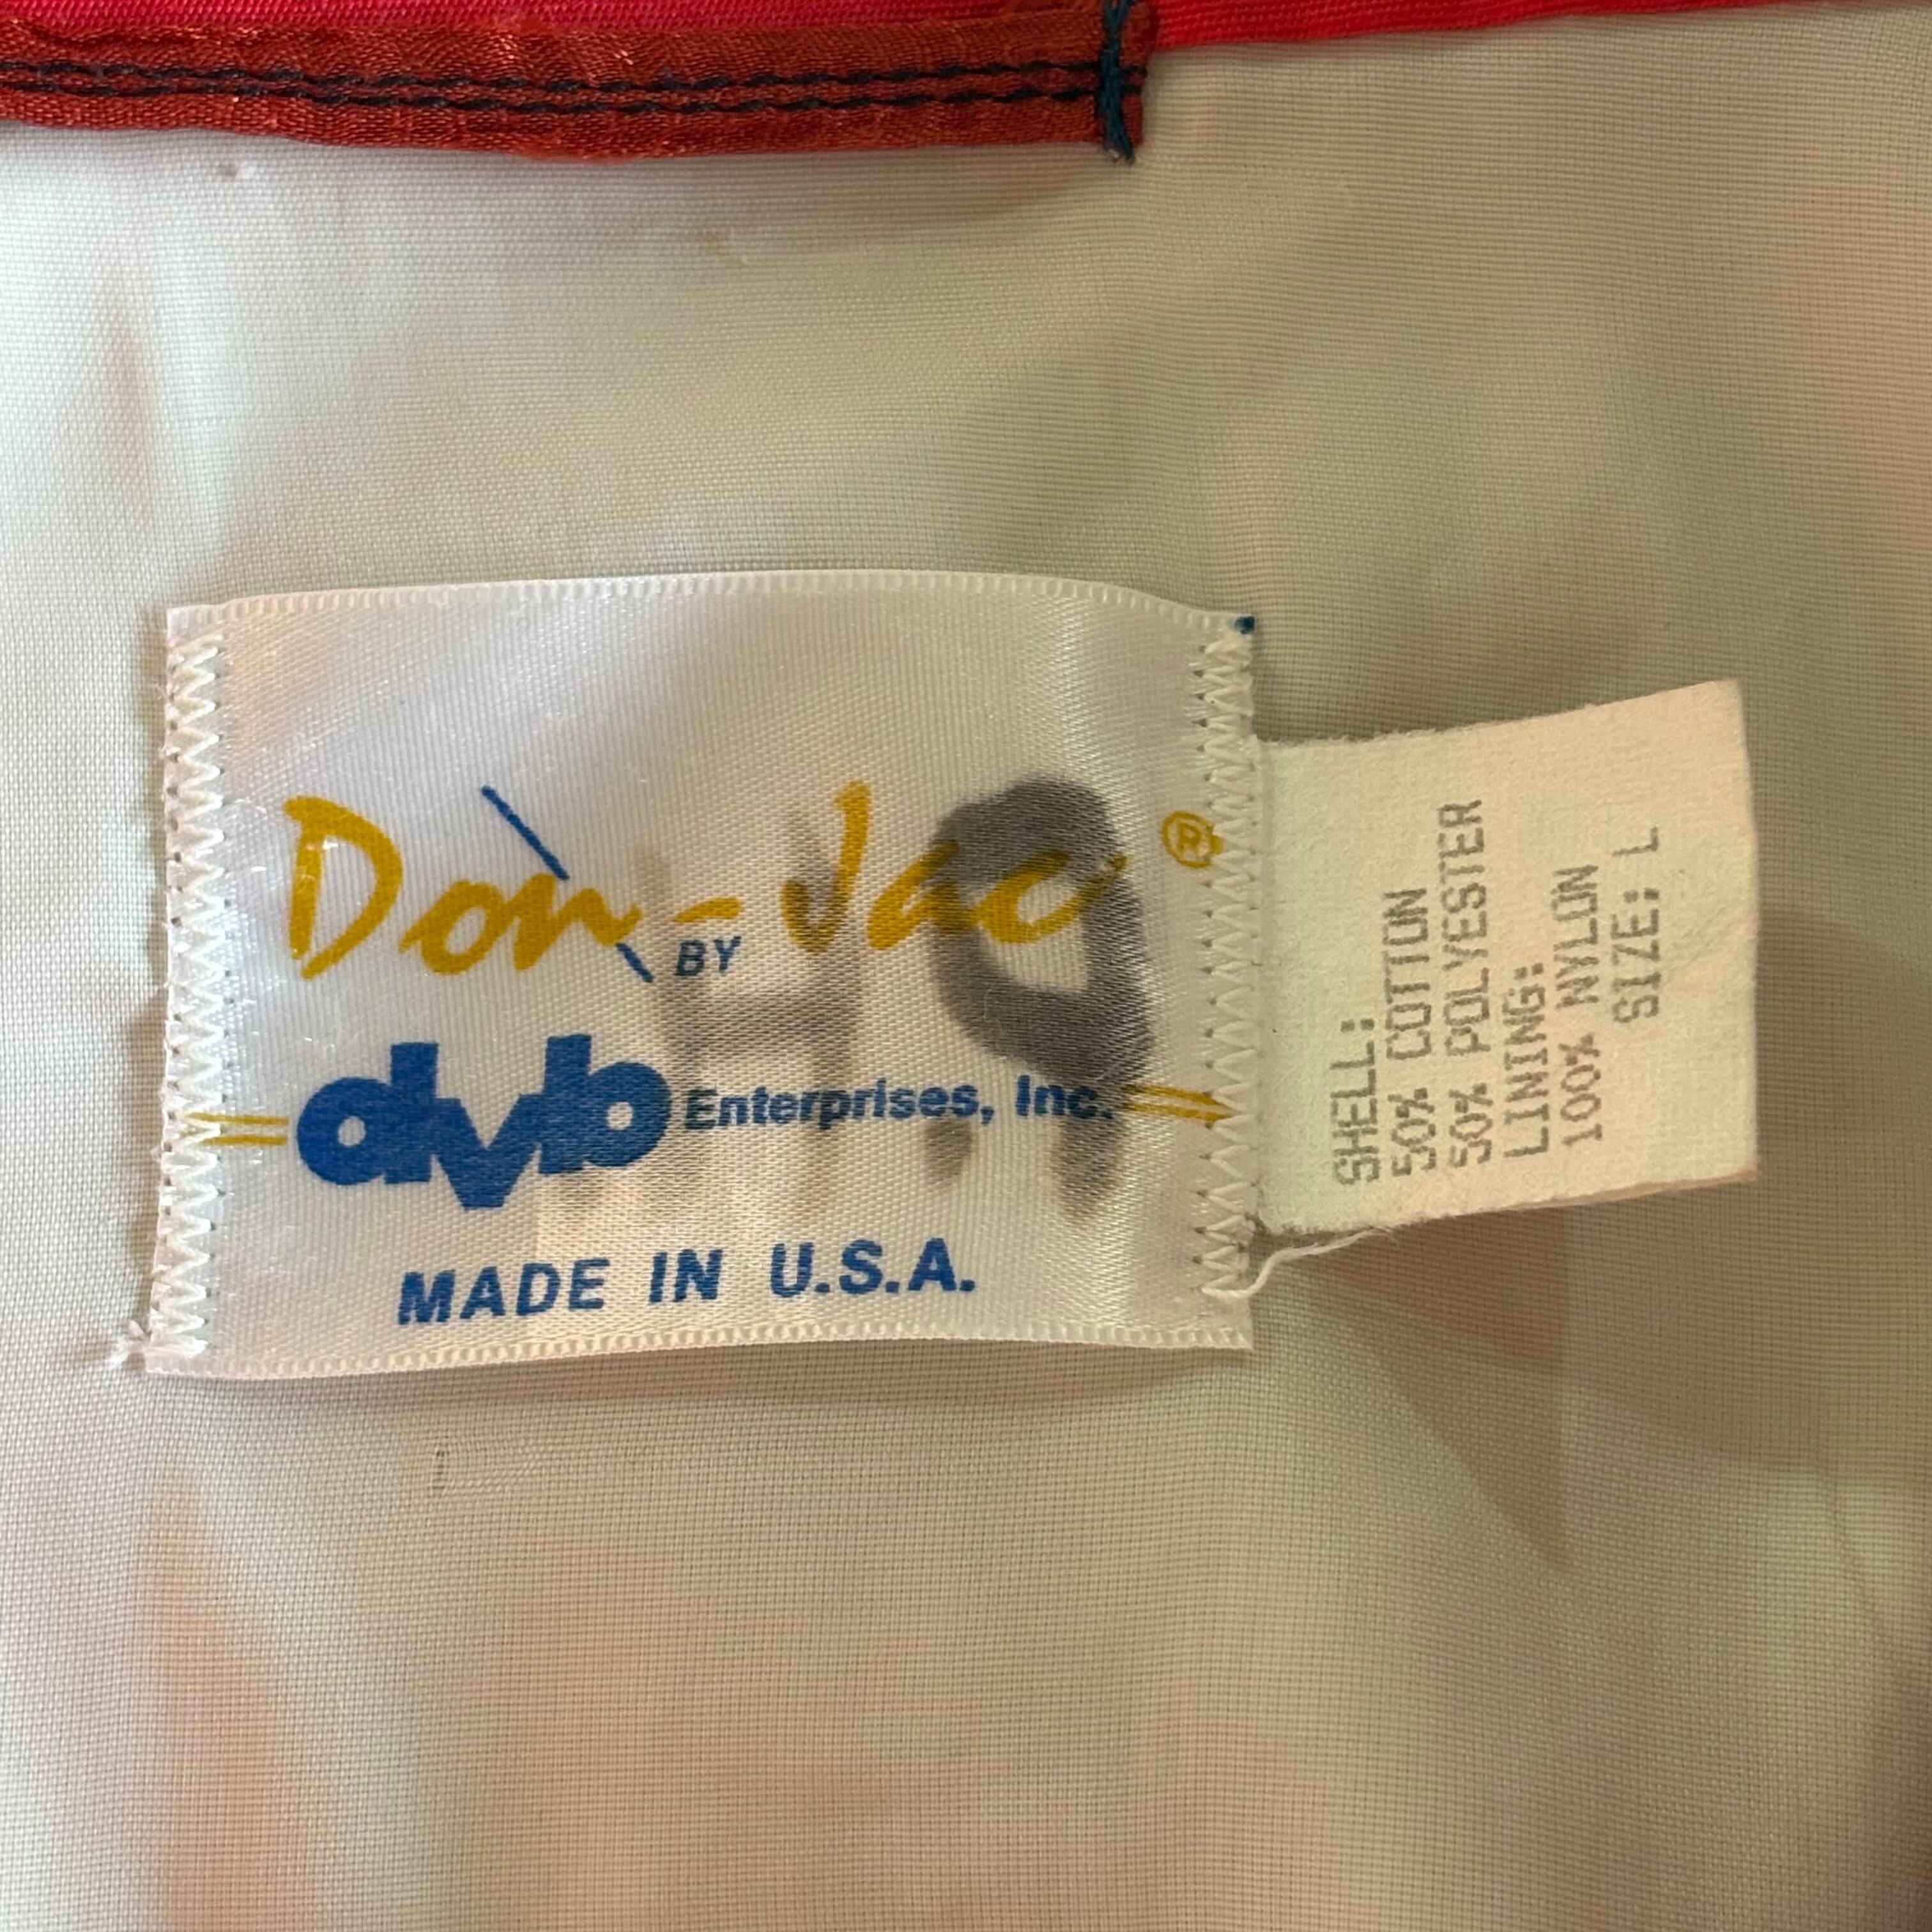 Don-Jac ®
BY
dvb Enterprises, Inc.
MADE IN U.S.A.
SHELL:
50% COTTON
50% POLYESTER
LINING:
100% NYLON
SIZE: L